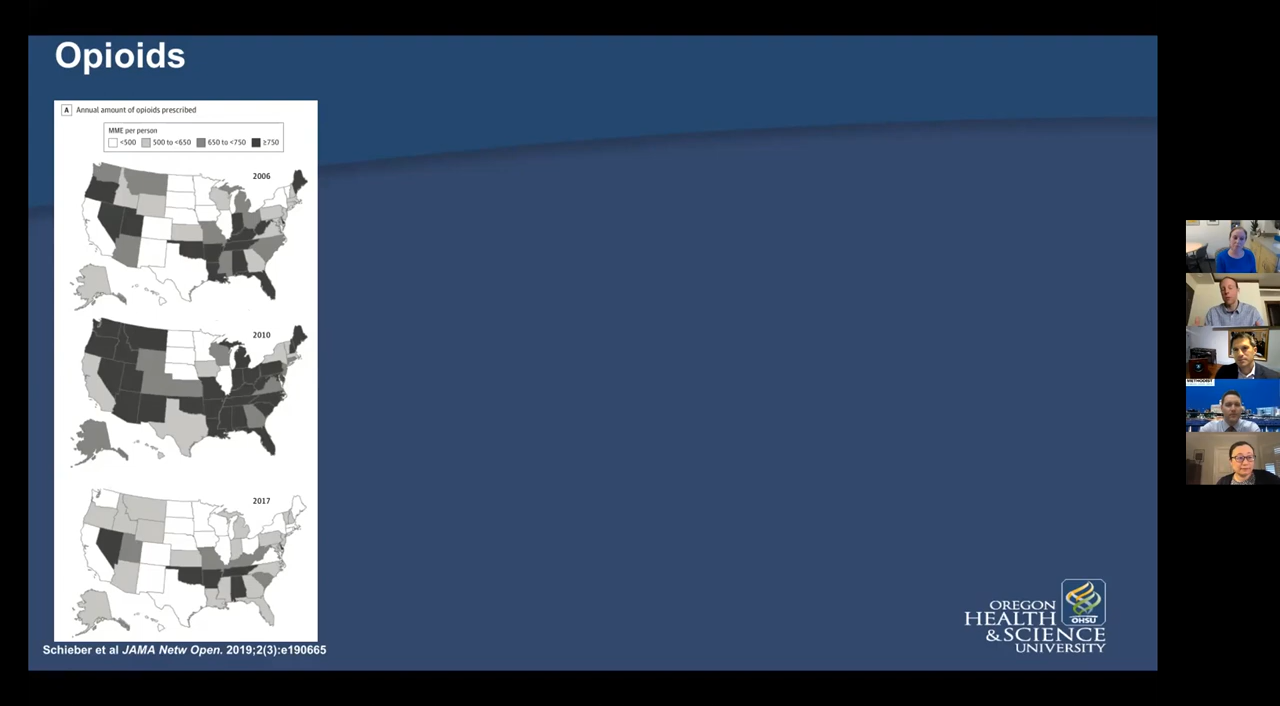 Opioids
A Annual amount of opioids prescribed
MME per person
<500 500 to <650 650 to <750 ≥750
2006
2010
2017
Schieber et al JAMA Netw Open. 2019;2(3):e190665
OREGON
HEALTH
&SCIENCE
UNIVERSITY
OHSU
METHODIST